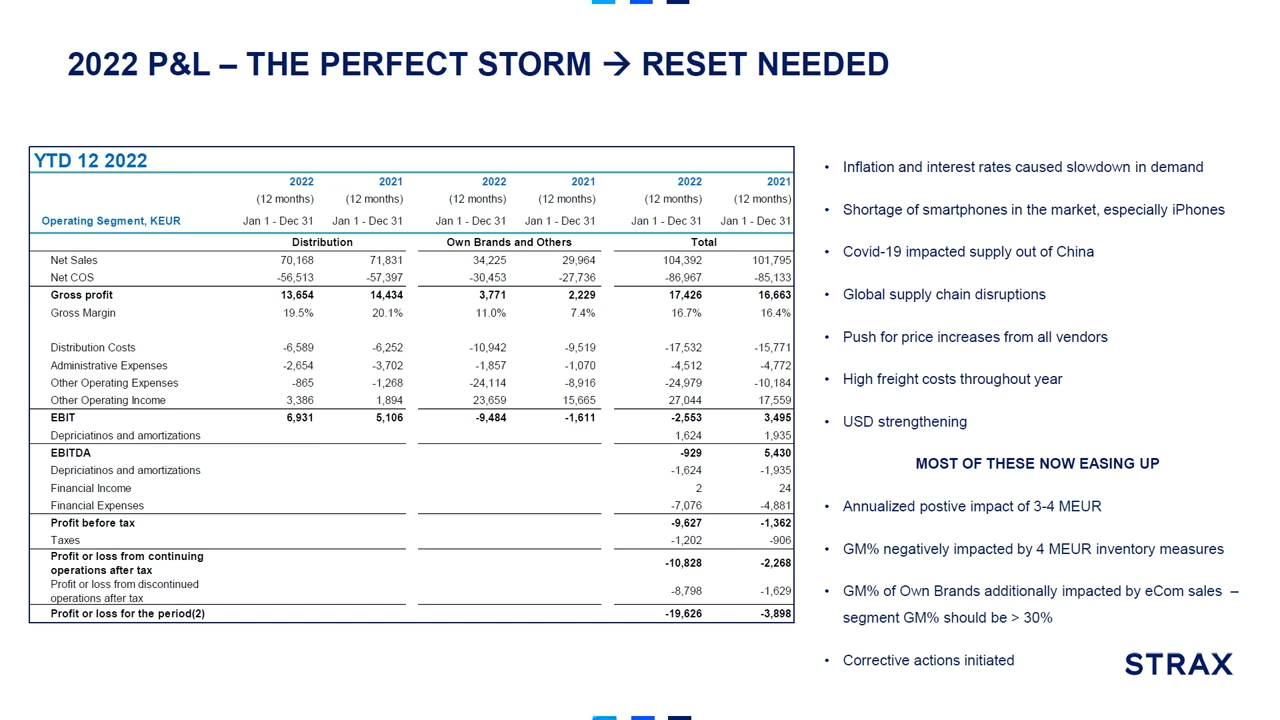 2022 P&L – THE PERFECT STORM → RESET NEEDED
YTD 12 2022
2022 2021 2022 2021 2022 2021
(12 months) (12 months) (12 months) (12 months) (12 months) (12 months)
Operating Segment, KEUR Jan 1 - Dec 31 Jan 1 - Dec 31 Jan 1 - Dec 31 Jan 1 - Dec 31 Jan 1 - Dec 31 Jan 1 - Dec 31
Distribution Own Brands and Others Total
Net Sales 70,168 71,831 34,225 29,964 104,392 101,795
Net COS -56,513 -57,397 -30,453 -27,736 -86,967 -85,133
Gross profit 13,654 14,434 3,771 2,229 17,426 16,663
Gross Margin 19.5% 20.1% 11.0% 7.4% 16.7% 16.4%
Distribution Costs -6,589 -6,252 -10,942 -9,519 -17,532 -15,771
Administrative Expenses -2,654 -3,702 -1,857 -1,070 -4,512 -4,772
Other Operating Expenses -865 -1,268 -24,114 -8,916 -24,979 -10,184
Other Operating Income 3,386 1,894 23,659 15,665 27,044 17,559
EBIT 6,931 5,106 -9,484 -1,611 -2,553 3,495
Depriciatinos and amortizations 1,624 1,935
EBITDA -929 5,430
Depriciatinos and amortizations -1,624 -1,935
Financial Income 2 24
Financial Expenses -7,076 -4,881
Profit before tax -9,627 -1,362
Taxes -1,202 -906
Profit or loss from continuing
operations after tax -10,828 -2,268
Profit or loss from discontinued
operations after tax -8,798 -1,629
Profit or loss for the period(2) -19,626 -3,898
• Inflation and interest rates caused slowdown in demand
• Shortage of smartphones in the market, especially iPhones
• Covid-19 impacted supply out of China
• Global supply chain disruptions
• Push for price increases from all vendors
• High freight costs throughout year
• USD strengthening
MOST OF THESE NOW EASING UP
• Annualized postive impact of 3-4 MEUR
• GM% negatively impacted by 4 MEUR inventory measures
• GM% of Own Brands additionally impacted by eCom sales –
segment GM% should be > 30%
• Corrective actions initiated
STRAX